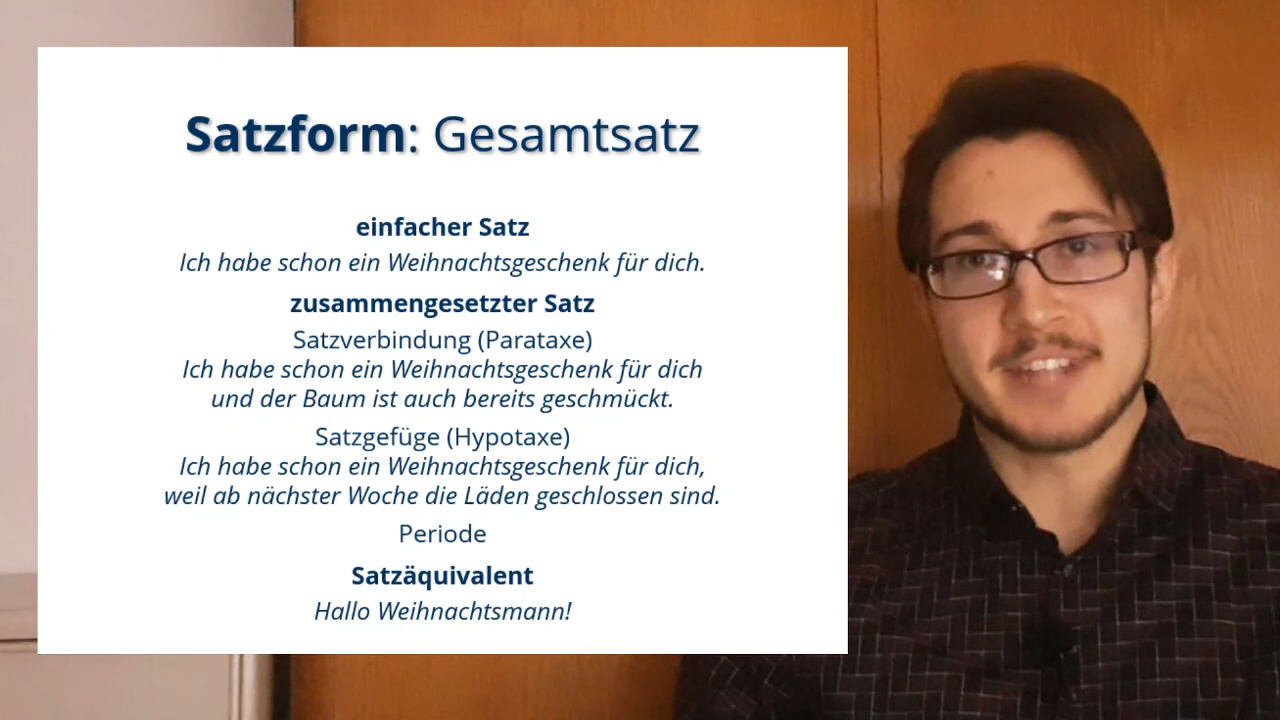 Satzform: Gesamtsatz
einfacher Satz
Ich habe schon ein Weihnachtsgeschenk für dich.
zusammengesetzter Satz
Satzverbindung (Parataxe)
Ich habe schon ein Weihnachtsgeschenk für dich
und der Baum ist auch bereits geschmückt.
Satzgefüge (Hypotaxe)
Ich habe schon ein Weihnachtsgeschenk für dich,
weil ab nächster Woche die Läden geschlossen sind.
Periode
Satzäquivalent
Hallo Weihnachtsmann!